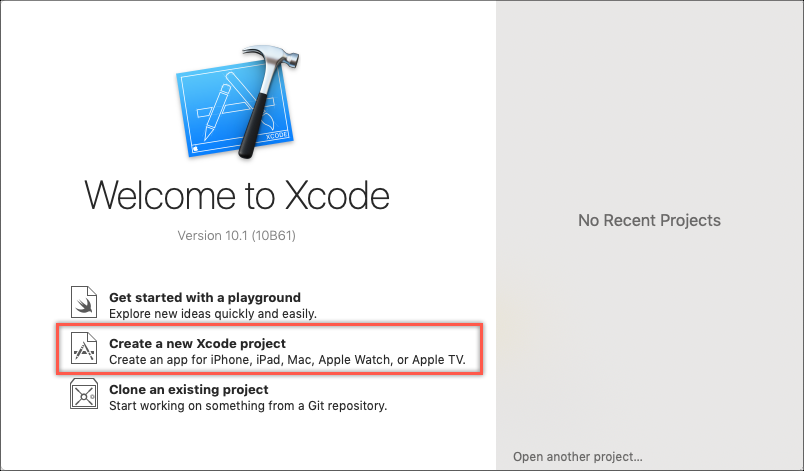 XCODE
Welcome to Xcode
Version 10.1 (10B61)
Get started with a playground
Explore new ideas quickly and easily.
Create a new Xcode project
Create an app for iPhone, iPad, Mac, Apple Watch, or Apple TV.
Clone an existing project
Start working on something from a Git repository.
No Recent Projects
Open another project...